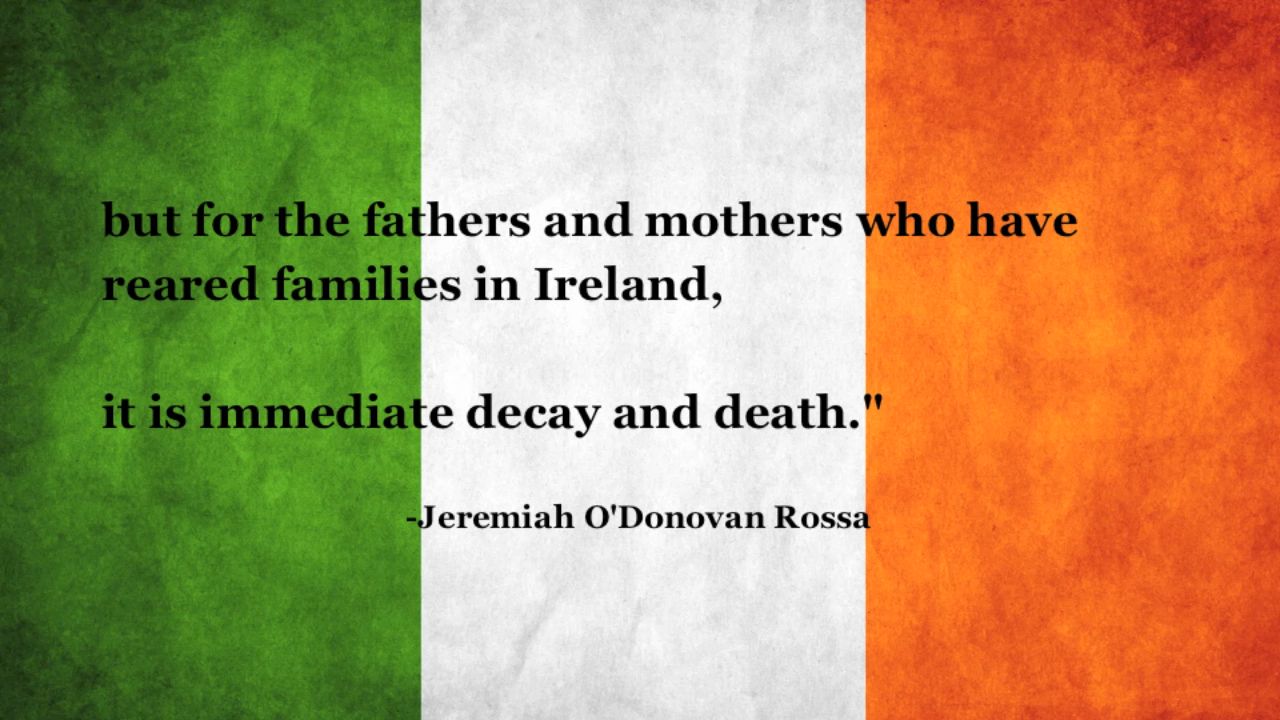 but for the fathers and mothers who have
reared families in Ireland,
it is immediate decay and death."
-Jeremiah O'Donovan Rossa